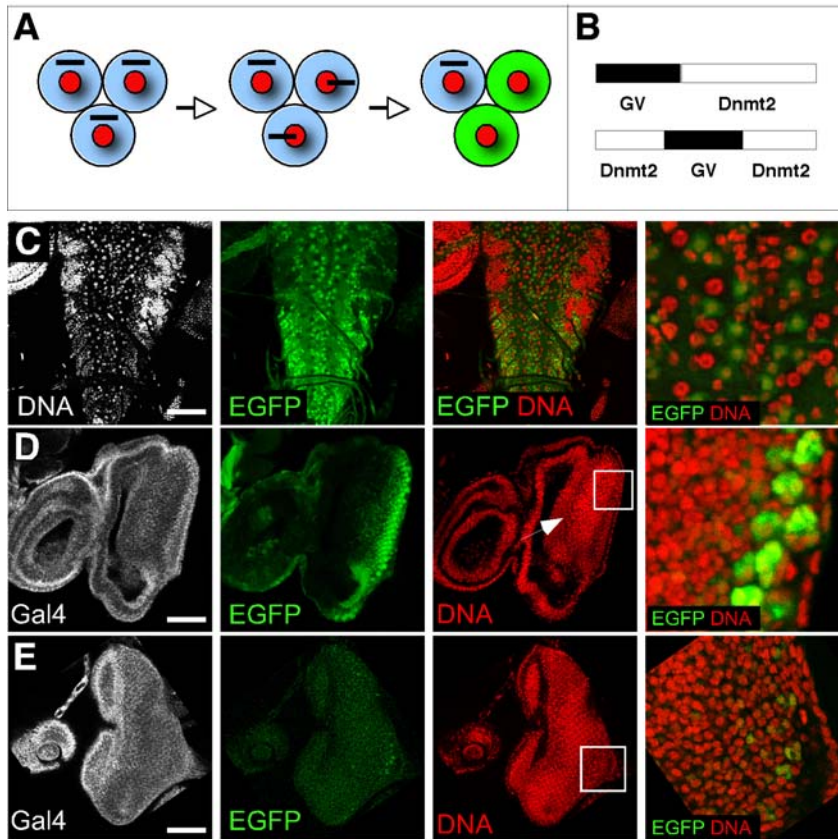 A
B
GV Dnmt2
Dnmt2 GV Dnmt2
C
DNA EGFP EGFP DNA EGFP DNA
D
Gal4 EGFP DNA EGFP DNA
E
Gal4 EGFP DNA EGFP DNA